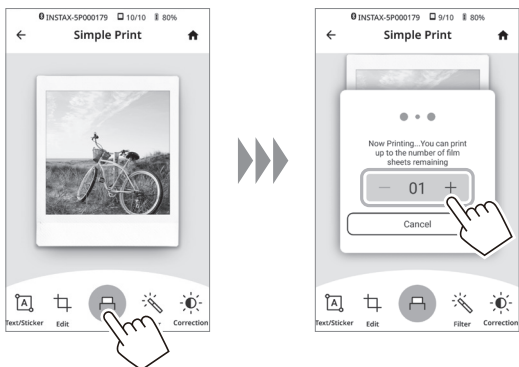 INSTAX-5P000179 10/10 80%
Simple Print
A
Text/Sticker Edit Correction
INSTAX-5P000179 9/10 80%
Simple Print
Now Printing...You can print
up to the number of film
sheets remaining
— 01 +
Cancel
A
Text/Sticker Edit Filter Correction